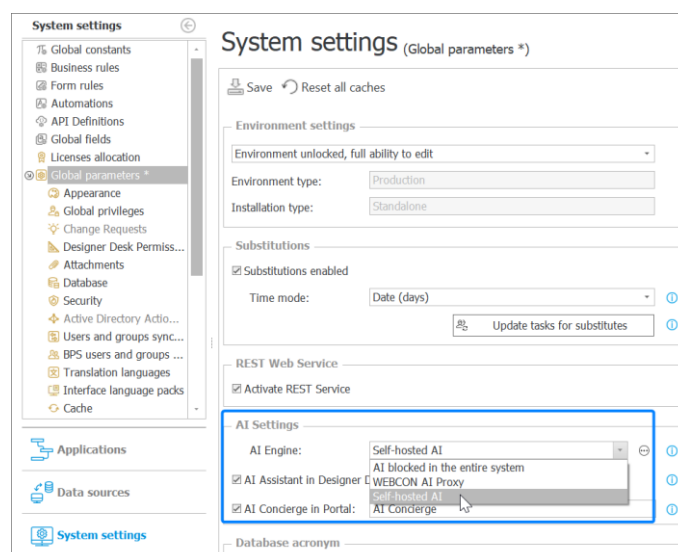 System settings
Global constants
Business rules
Form rules
Automations
API Definitions
Global fields
Licenses allocation
Global parameters *
Appearance
Global privileges
Change Requests
Designer Desk Permiss...
Attachments
Database
Security
Active Directory Actio...
Users and groups sync...
BPS users and groups ...
Translation languages
Interface language packs
Cache
Applications
Data sources
System settings
System settings (Global parameters *)
Save Reset all caches
Environment settings
Environment unlocked, full ability to edit
Environment type: Production
Installation type: Standalone
Substitutions
Substitutions enabled
Time mode: Date (days)
Update tasks for substitutes
REST Web Service
Activate REST Service
AI Settings
AI Engine: Self-hosted AI
AI blocked in the entire system
AI Assistant in Designer D WEBCON AI Proxy
Self-hosted AI
AI Concierge in Portal: AI Concierge
Database acronym